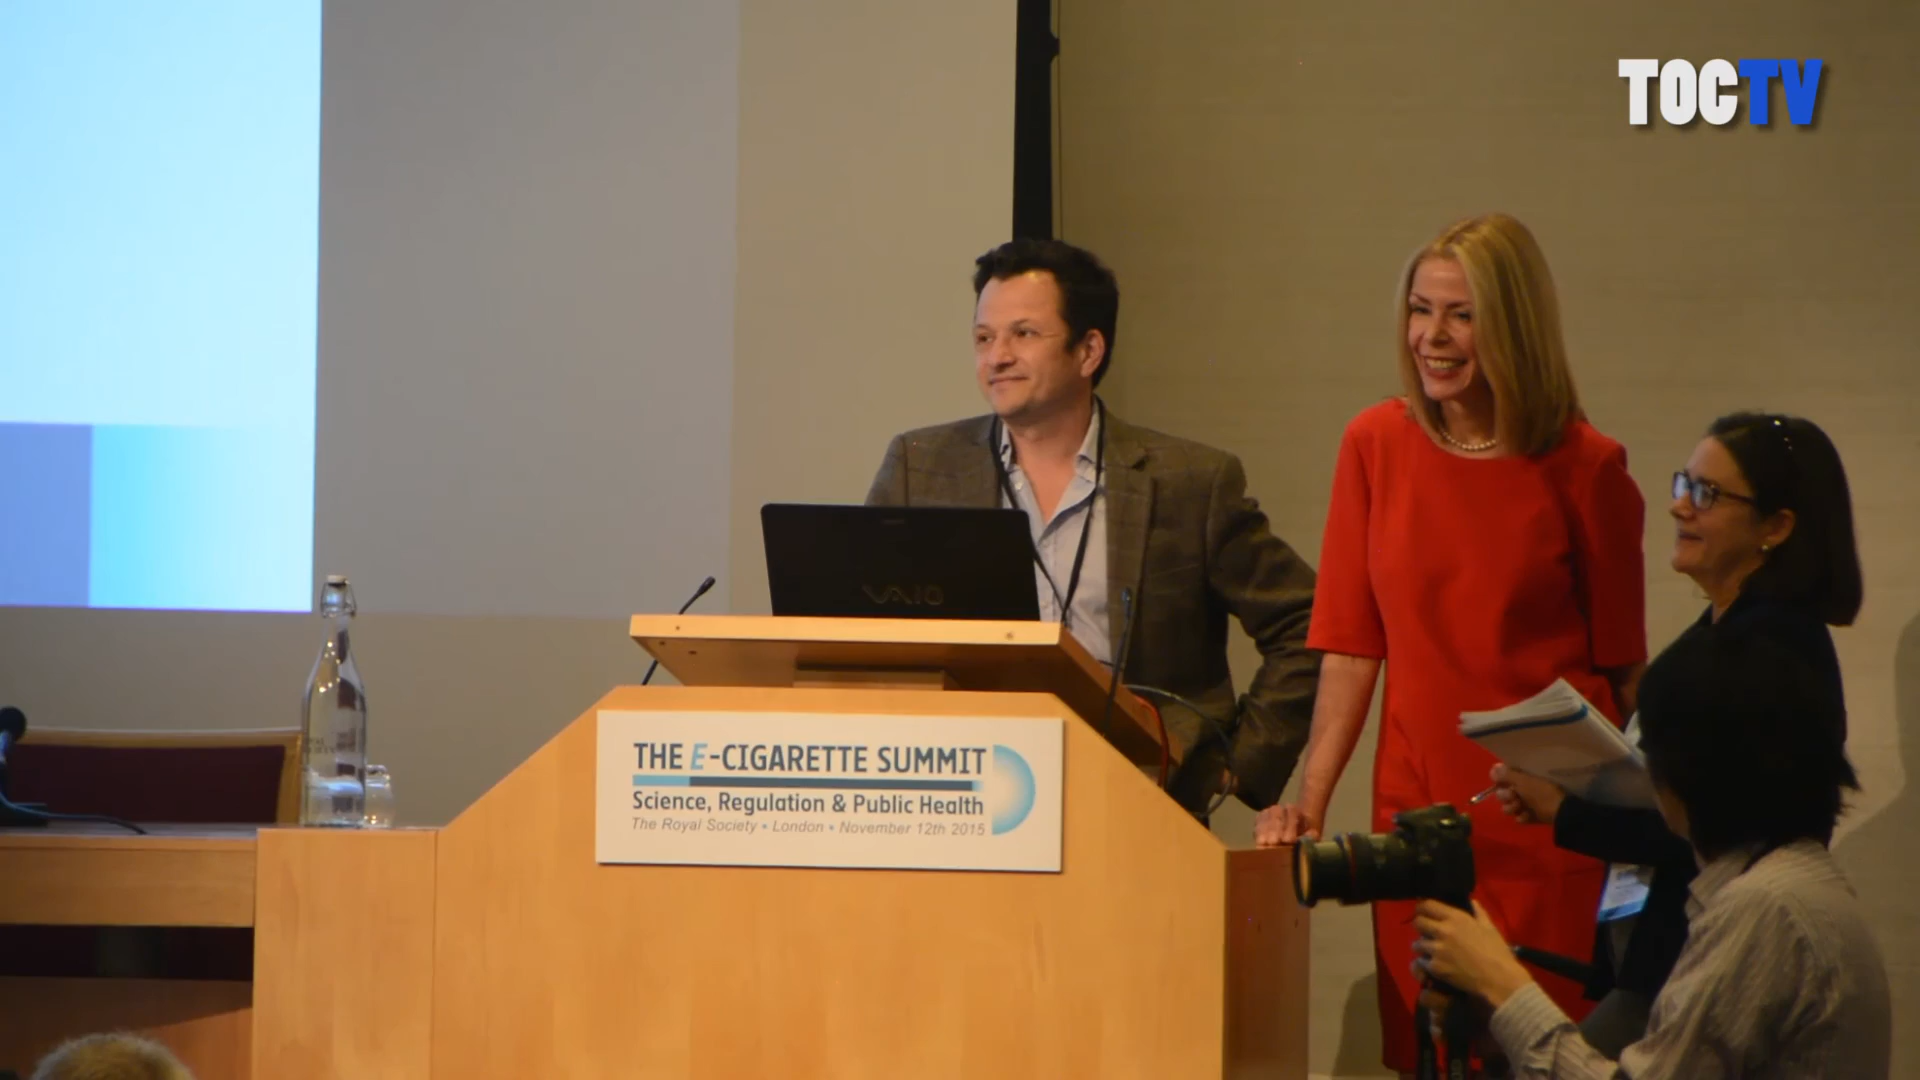 TOCTV
VAIO
THE E-CIGARETTE SUMMIT
Science, Regulation & Public Health
The Royal Society • London • November 12th 2015